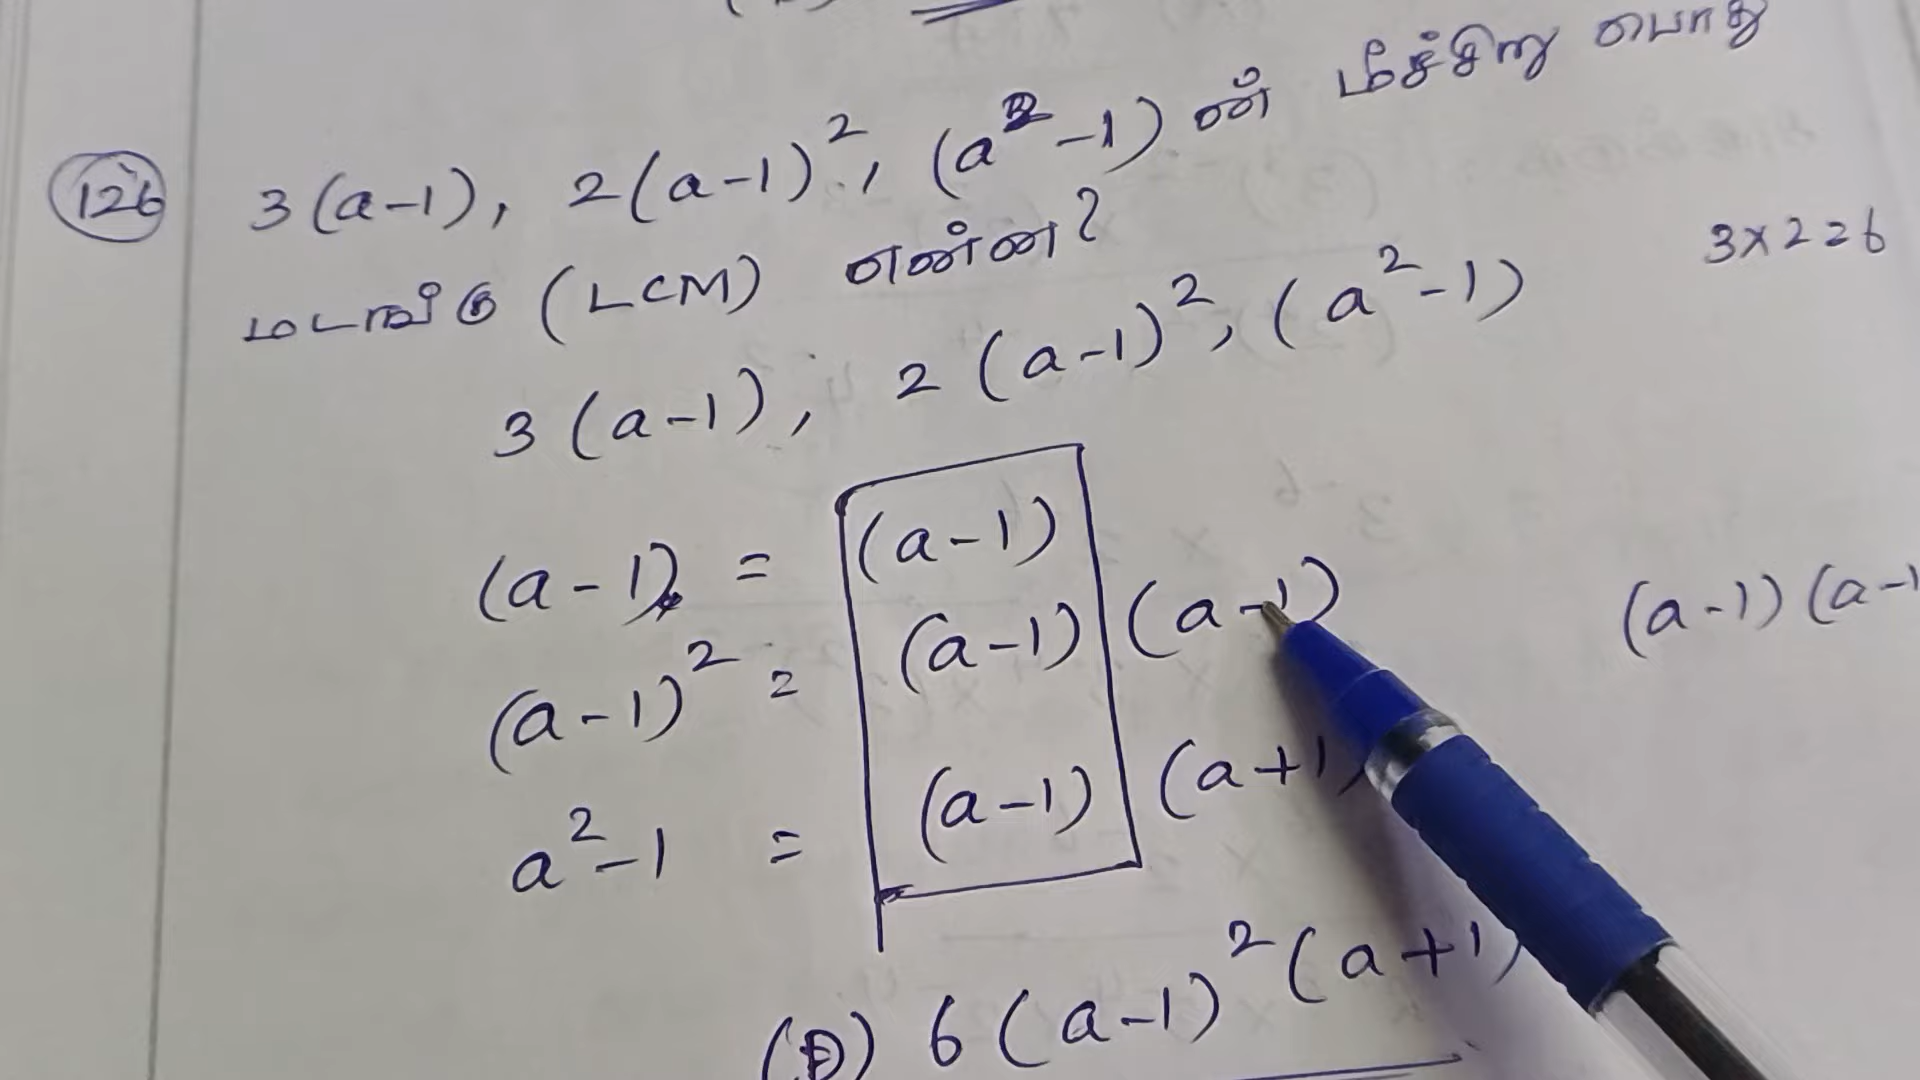 126 3(a-1), 2(a-1)², (a²-1) ன் மீச்சிறு பொது
மடங்கு (LCM) என்ன?
3×2=6
3(a-1), 2(a-1)², (a²-1)
(a-1) = (a-1)
(a-1)² = (a-1) (a-1)
(a-1)(a-1
a²-1 = (a-1) (a+1)
(D) 6(a-1)²(a+1)